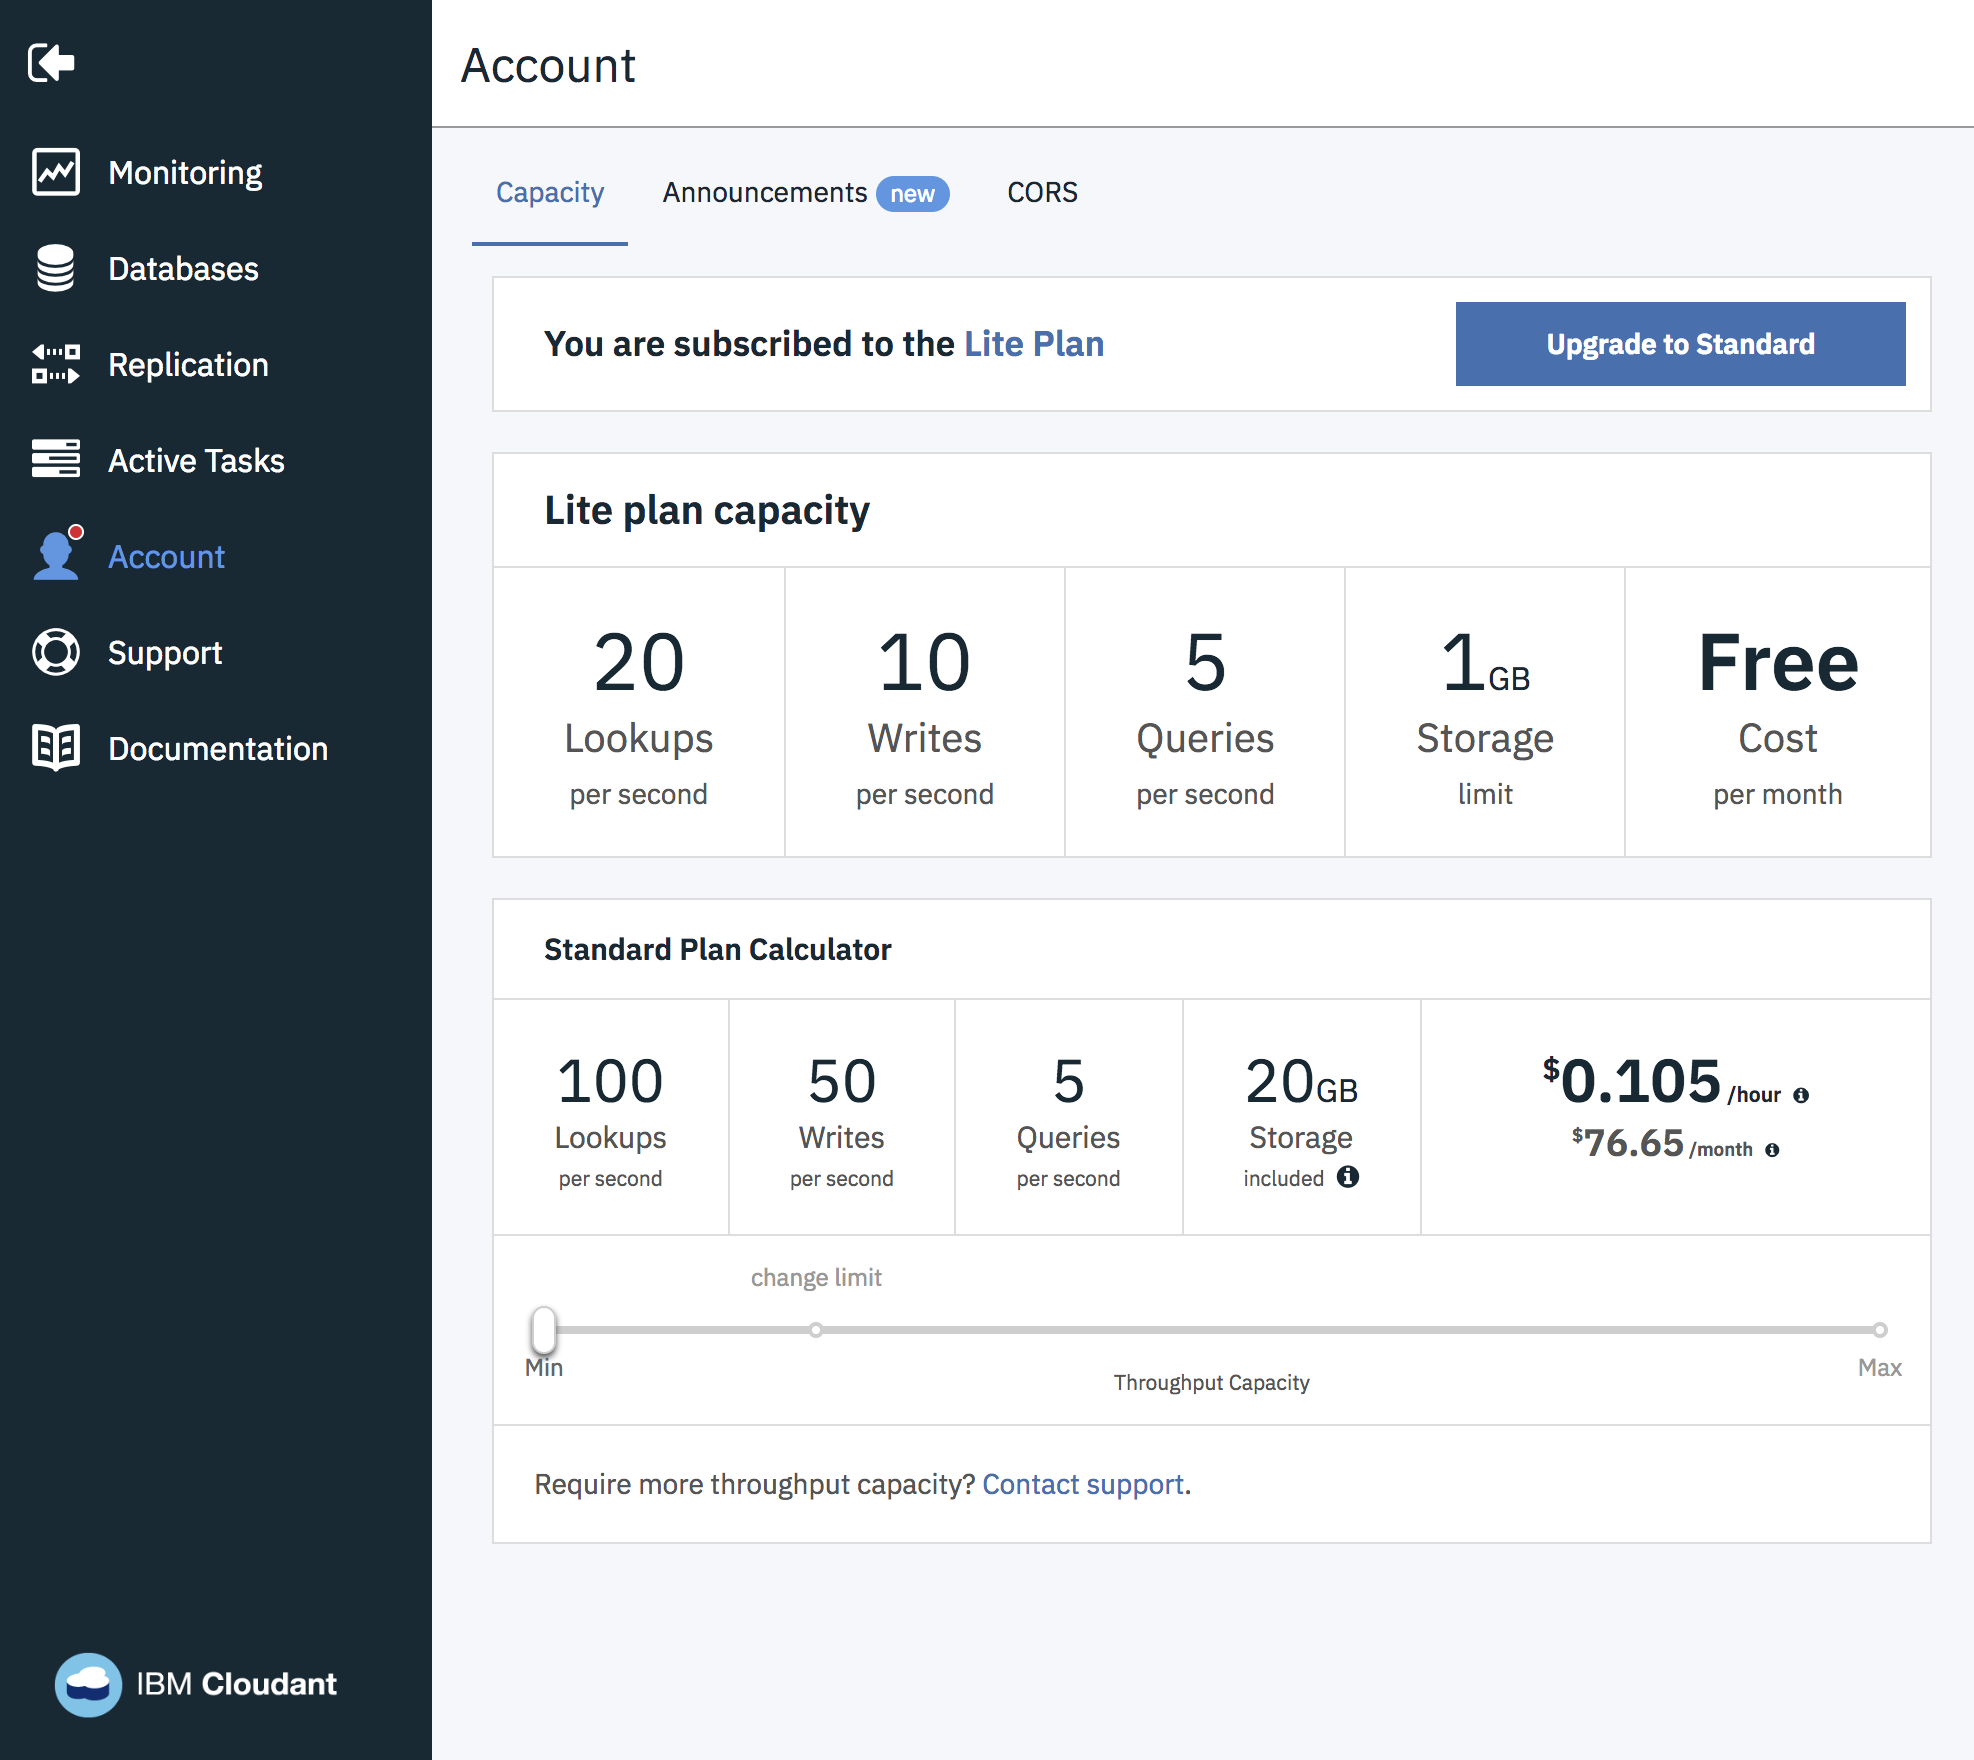 Account
Monitoring
Databases
Replication
Active Tasks
Account
Support
Documentation
IBM Cloudant
Capacity
Announcements new
CORS
You are subscribed to the Lite Plan
Upgrade to Standard
Lite plan capacity
20
Lookups
per second
10
Writes
per second
5
Queries
per second
1GB
Storage
limit
Free
Cost
per month
Standard Plan Calculator
100
Lookups
per second
50
Writes
per second
5
Queries
per second
20GB
Storage
included
$0.105/hour
$76.65/month
change limit
Min
Max
Throughput Capacity
Require more throughput capacity? Contact support.